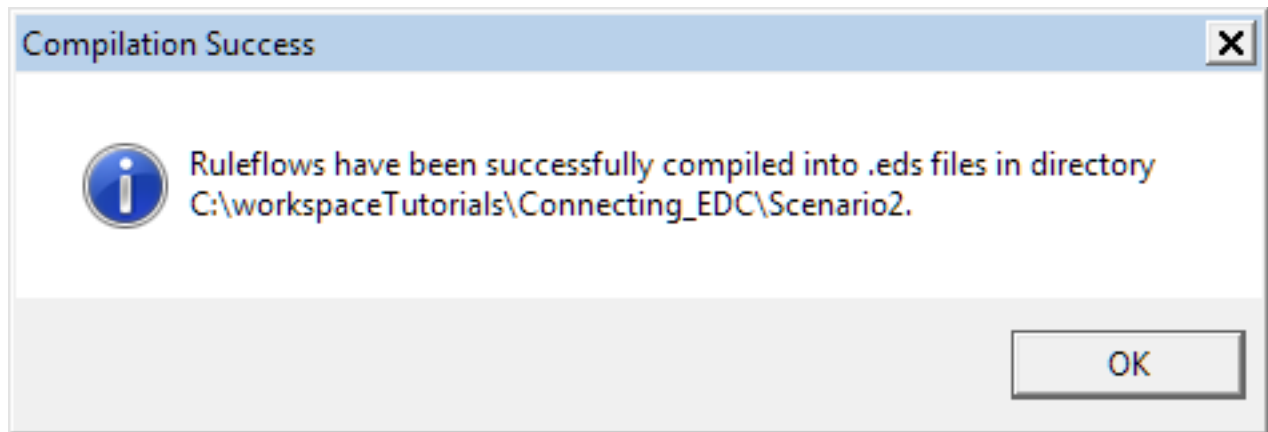 Compilation Success
Ruleflows have been successfully compiled into .eds files in directory
C:\workspaceTutorials\Connecting_EDC\Scenario2.
OK